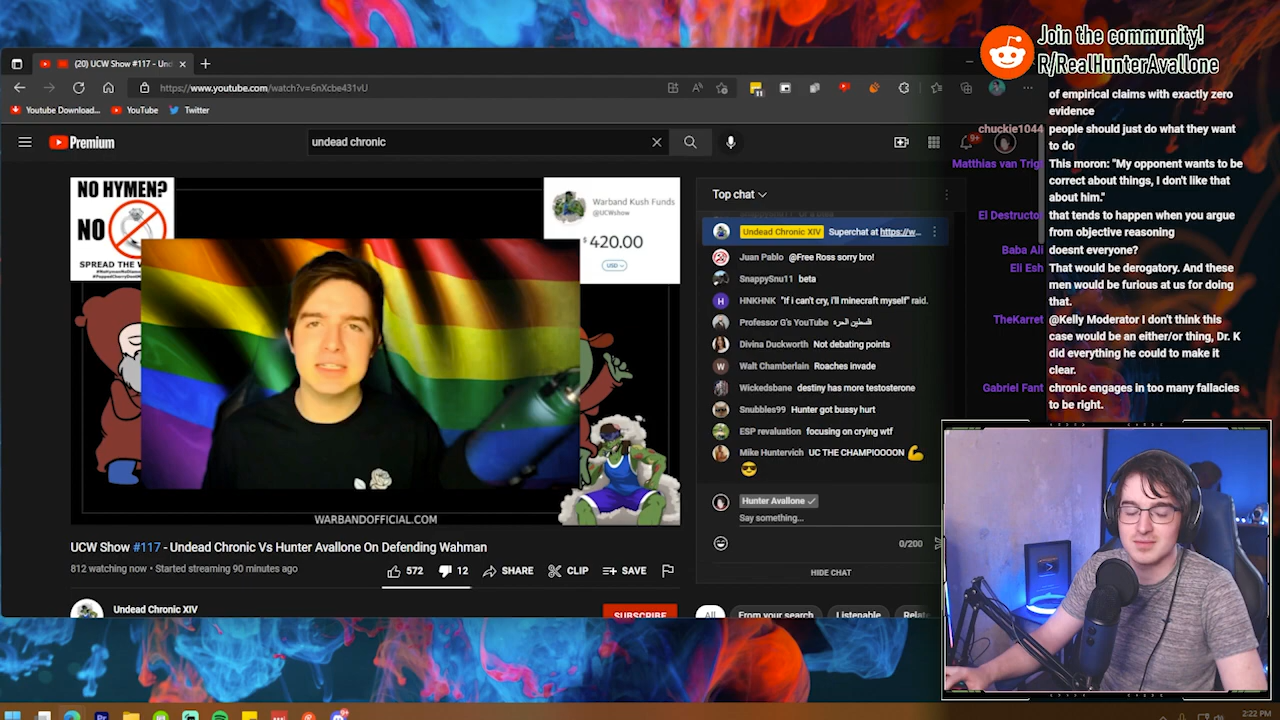 Join the community!
R/RealHunterAvallone
(20) UCW Show #117 - Und
https://www.youtube.com/watch?v=6nXcbe431vU
Youtube Download...
YouTube
Twitter
Premium
undead chronic
9+
NO HYMEN?
NO
SPREAD THE W
#NoHymenNoDiamon
Warband Kush Funds
@UCWshow
$420.00
USD
WARBANDOFFICIAL.COM
UCW Show #117 - Undead Chronic Vs Hunter Avallone On Defending Wahman
812 watching now • Started streaming 90 minutes ago
572
12
SHARE
CLIP
SAVE
Undead Chronic XIV
SUBSCRIBE
Top chat
Undead Chronic XIV Superchat at https://w...
Juan Pablo @Free Ross sorry bro!
SnappySnu11 beta
HNKHNK "If i can't cry, i'll minecraft myself" raid.
Professor G's YouTube فلسطين الحره
Divina Duckworth Not debating points
Walt Chamberlain Roaches invade
Wickedsbane destiny has more testosterone
Snubbles99 Hunter got bussy hurt
ESP revaluation focusing on crying wtf
Mike Huntervich UC THE CHAMPIOOOON 💪
😎
Hunter Avallone
Say something...
0/200
HIDE CHAT
All
From your search
Listenable
Relat
of empirical claims with exactly zero
evidence
chuckie1044 people should just do what they want
to do
Matthias van Trig This moron: "My opponent wants to be
correct about things, I don't like that
about him."
El Destructo that tends to happen when you argue
from objective reasoning
Baba Ali doesnt everyone?
Eli Esh That would be derogatory. And these
men would be furious at us for doing
that.
TheKarret @Kelly Moderator I don't think this
case would be an either/or thing, Dr. K
did everything he could to make it
clear.
Gabriel Fant chronic engages in too many fallacies
to be right.
2:22 PM